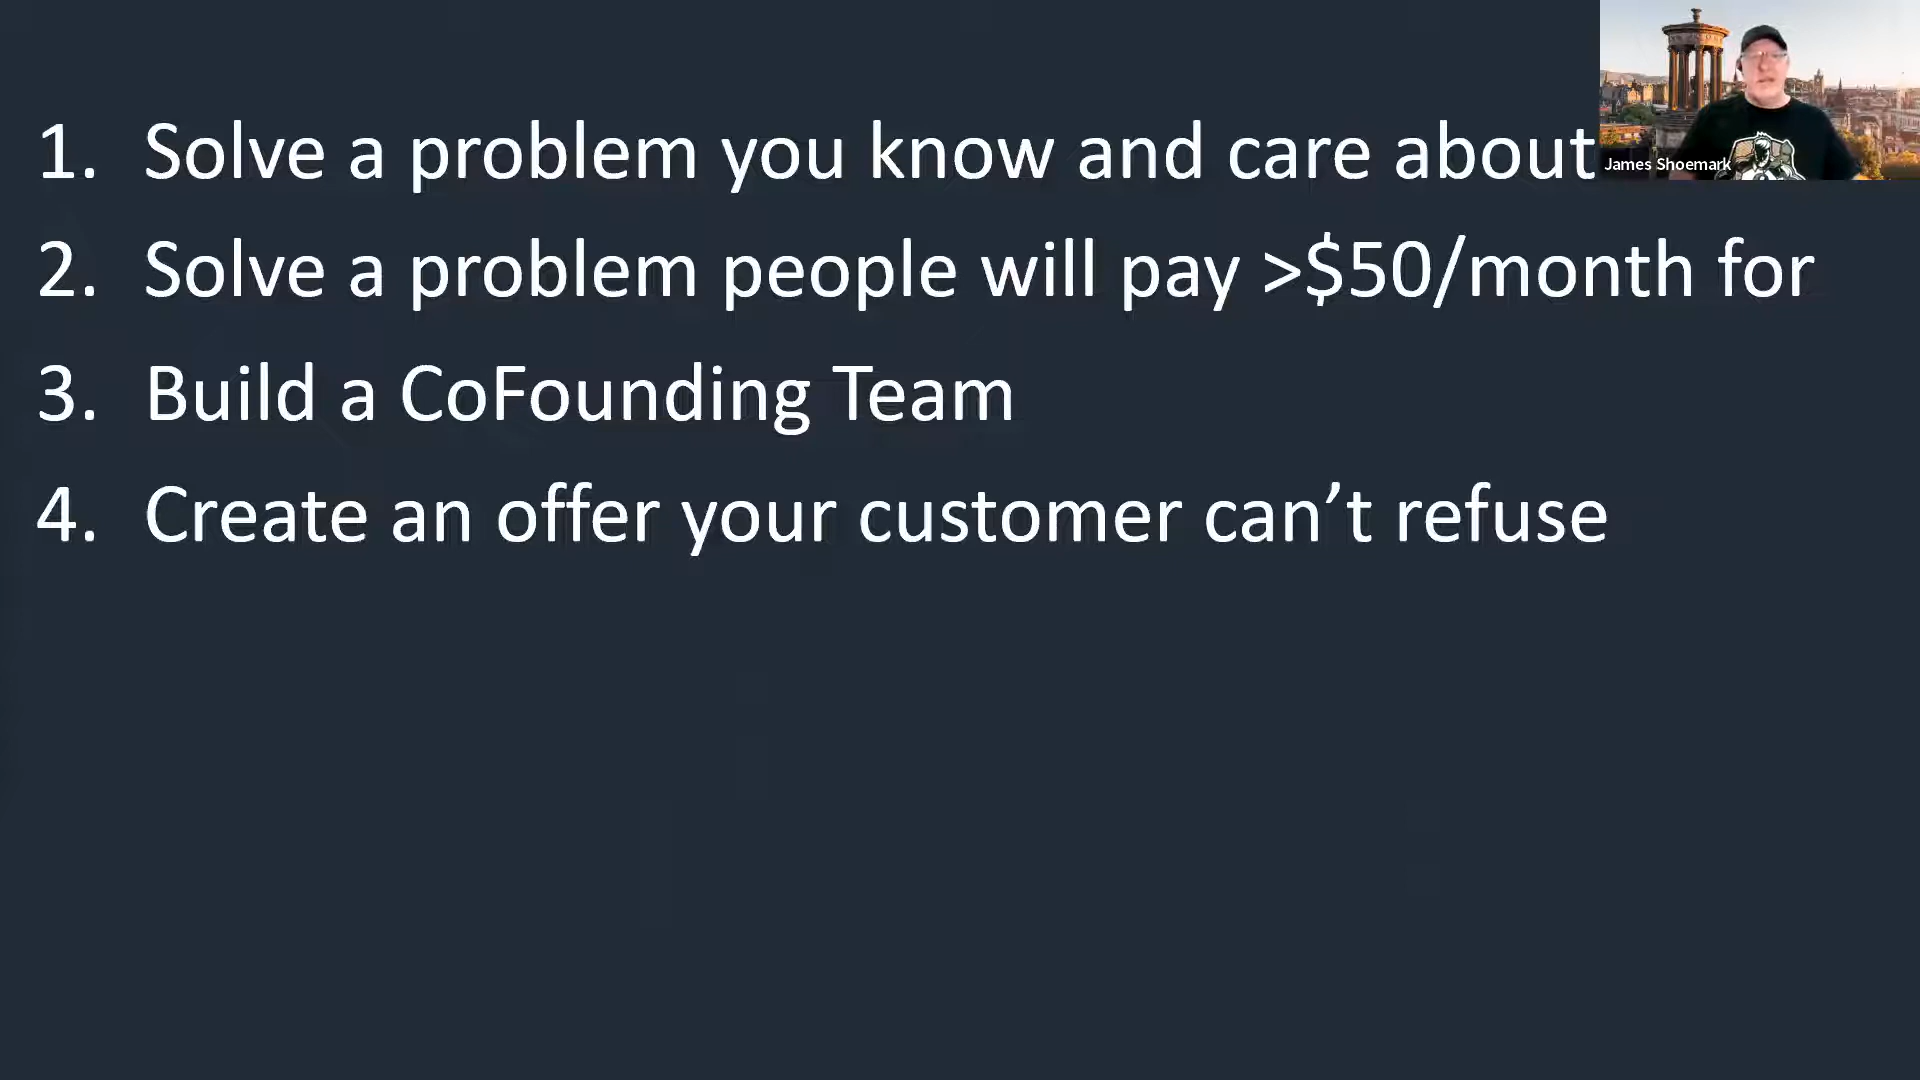 1. Solve a problem you know and care about
James Shoemark
2. Solve a problem people will pay >$50/month for
3. Build a CoFounding Team
4. Create an offer your customer can’t refuse